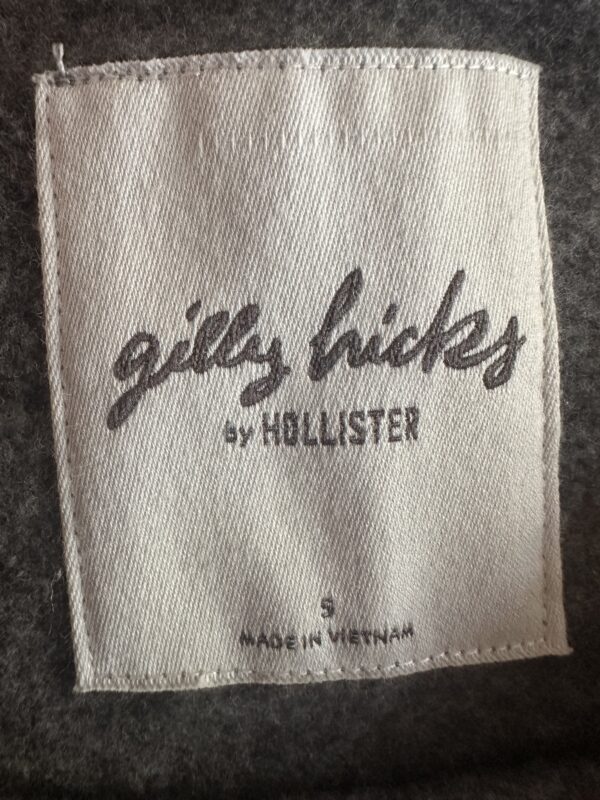 gilly hicks
by HOLLISTER
S
MADE IN VIETNAM